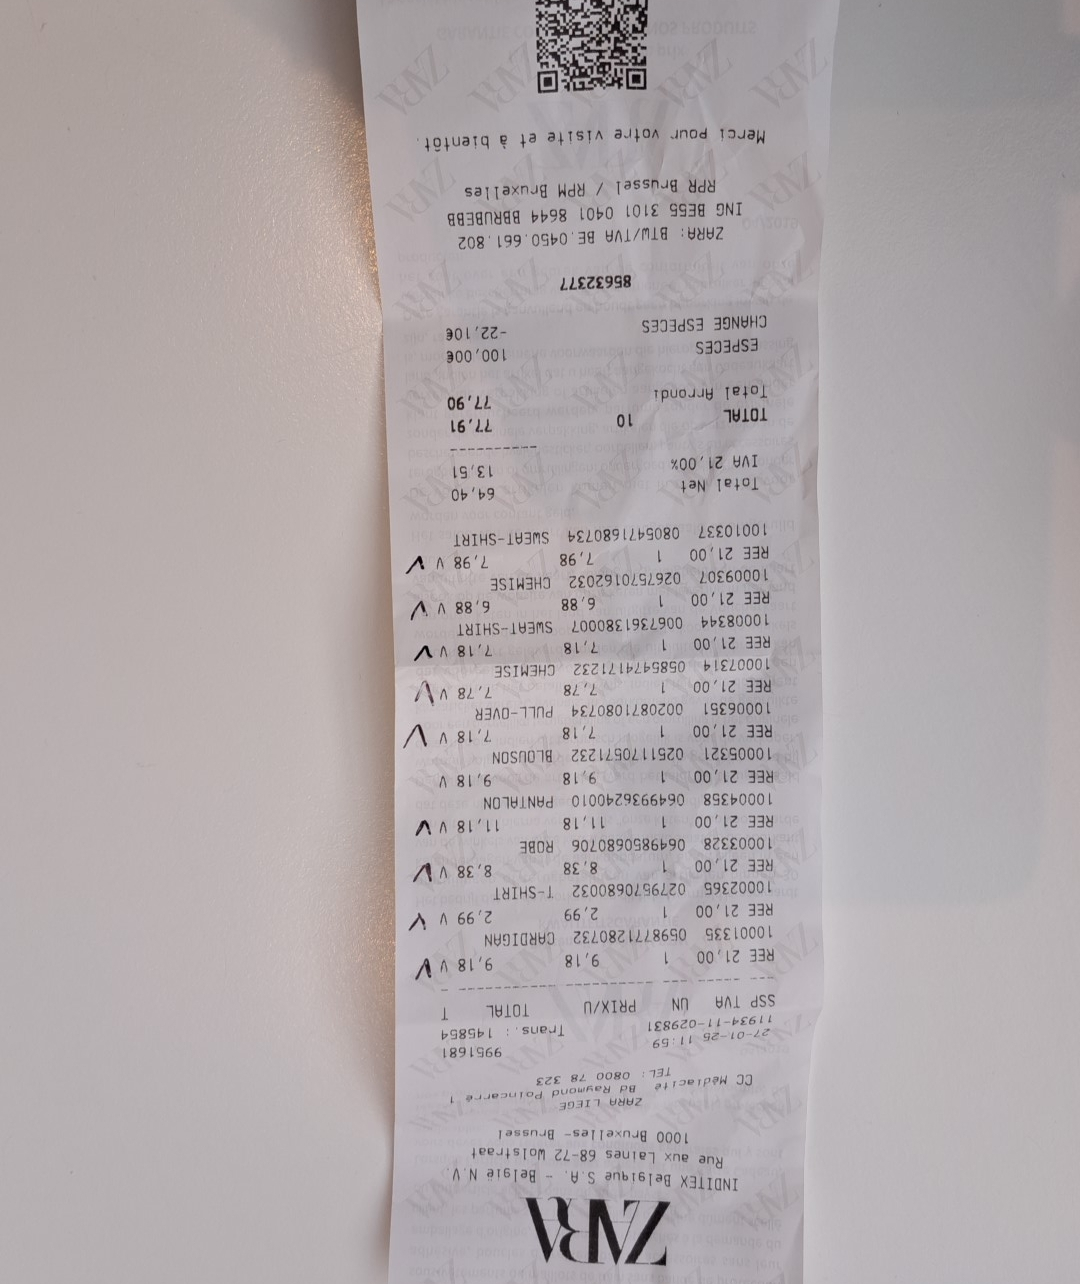 ZARA
INDITEX Belgique S.A. - Belgie N.V.
Rue aux Laines 68-72 Wolstraat
1000 Bruxelles- Brussel
ZARA LIEGE
CC Médiacité Bd Raymond Poincarré 1
TEL: 0800 78 323
9951681
27-01-25 11:59
11934-11-029831 Trans.: 145854
SSP TVA UN PRIX/U TOTAL T
REE 21,00 1 9,18 9,18 V
10001335 05987771280732 CARDIGAN
REE 21,00 1 2,99 2,99 V
10002365 0279570680032 T-SHIRT
REE 21,00 1 8,38 8,38 V
10003328 0649850680706 ROBE
REE 21,00 1 11,18 11,18 V
10004358 06499366240010 PANTALON
REE 21,00 1 9,18 9,18 V
10005321 02511705712 32 BLOUSON
REE 21,00 1 7,18 7,18 V
10006351 0020871080734 PULL-OVER
REE 21,00 1 7,78 7,78 V
10007314 05854741712 32 CHEMISE
REE 21,00 1 7,18 7,18 V
10008344 0067361380007 SWEAT-SHIRT
REE 21,00 1 6,88 6,88 V
10009307 02675701620 32 CHEMISE
REE 21,00 1 7,98 7,98 V
10010337 0805471680734 SWEAT-SHIRT
Total Net 64,40
IVA 21,00% 13,51
TOTAL 10 77,91
Total Arrondi 77,90
ESPECES 100,00€
CHANGE ESPECES -22,10€
85632377
ZARA: BTW/TVA BE.0450.661.802
ING BE55 3101 0401 8644 BBRUBEBB
RPR Brussel / RPM Bruxelles
Merci pour votre visite et à bientôt.